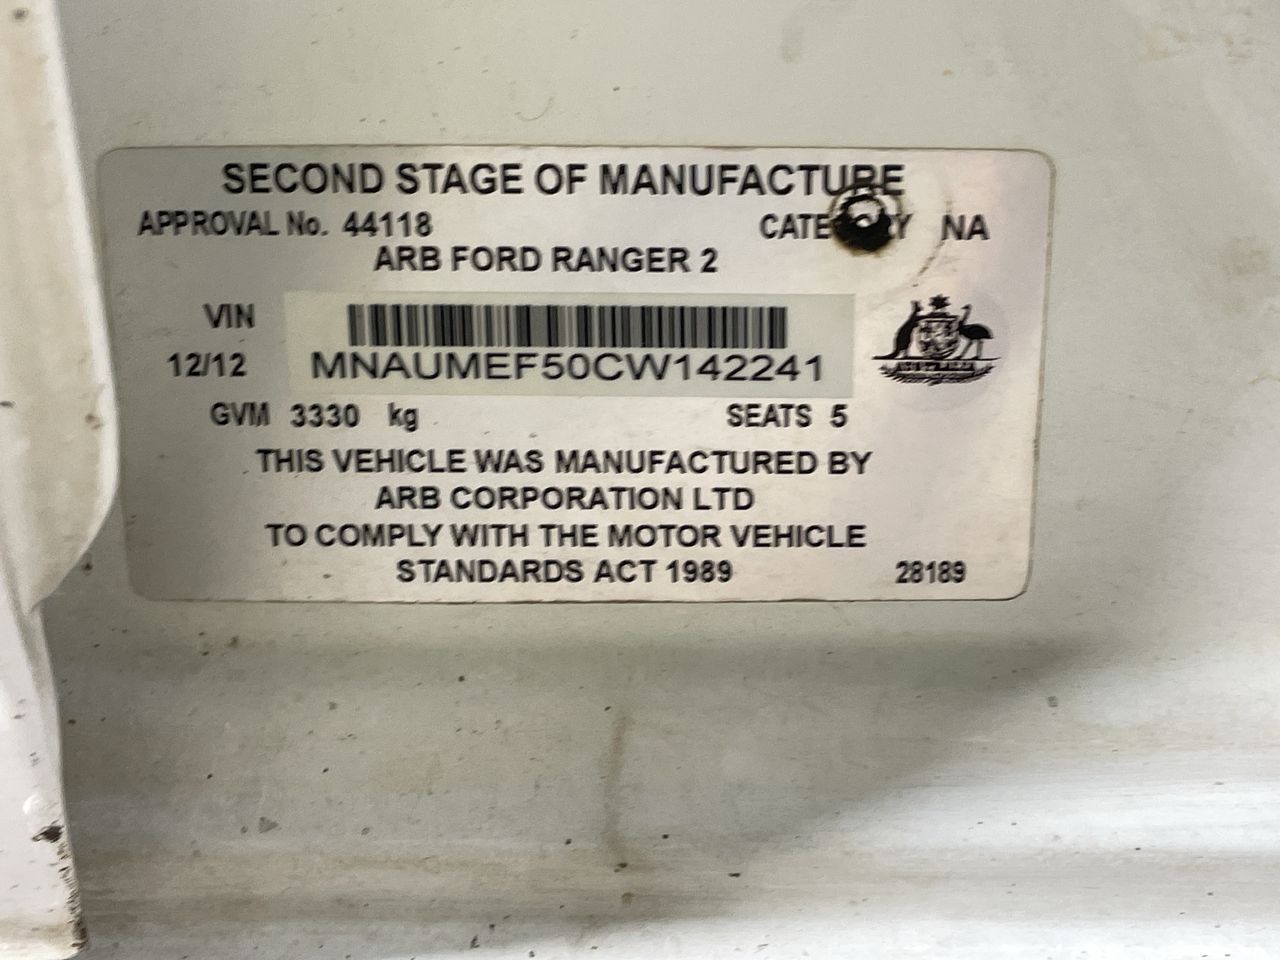 SECOND STAGE OF MANUFACTURE
APPROVAL No. 44118 CATEGORY NA
ARB FORD RANGER 2
VIN
12/12 MNAUMEF50CW142241
GVM 3330 kg SEATS 5
THIS VEHICLE WAS MANUFACTURED BY
ARB CORPORATION LTD
TO COMPLY WITH THE MOTOR VEHICLE
STANDARDS ACT 1989 28189